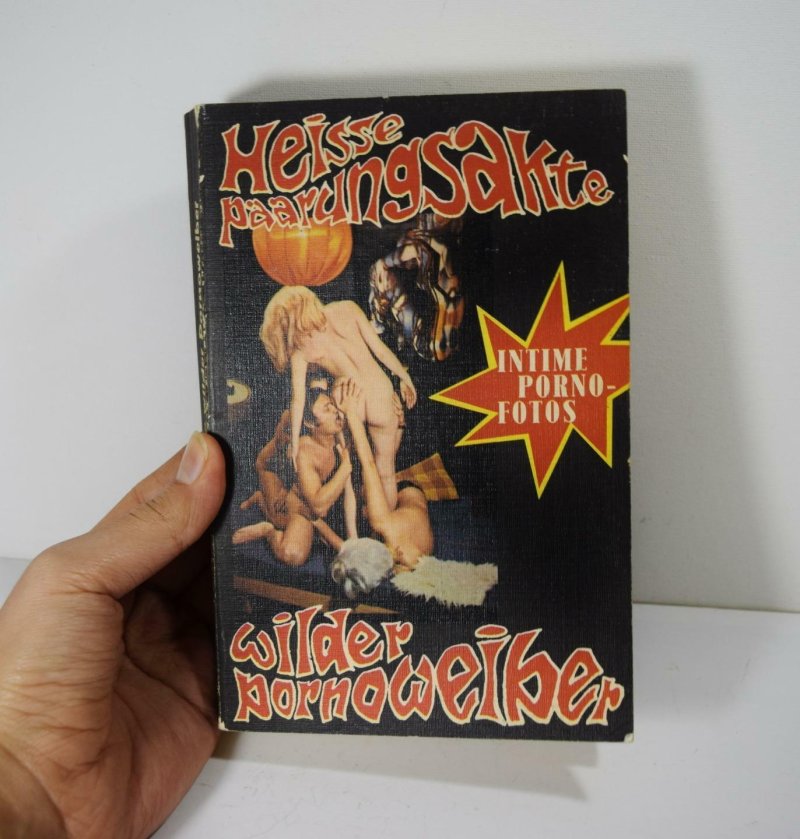 Heisse
paarungsakte
INTIME
PORNO-
FOTOS
wilder
pornoweiber